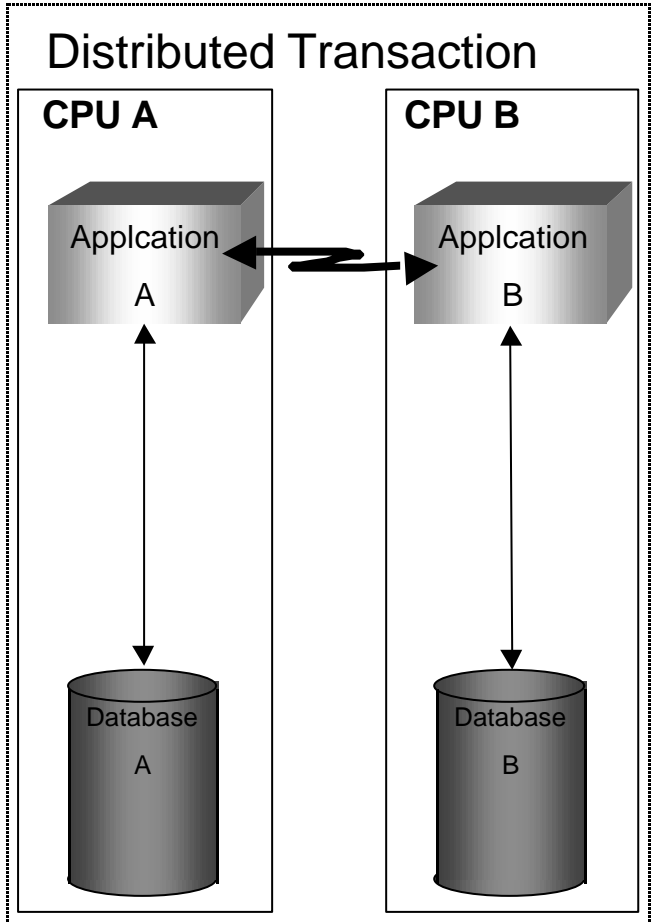 Distributed Transaction
CPU A
CPU B
Applcation
A
Applcation
B
Database
A
Database
B